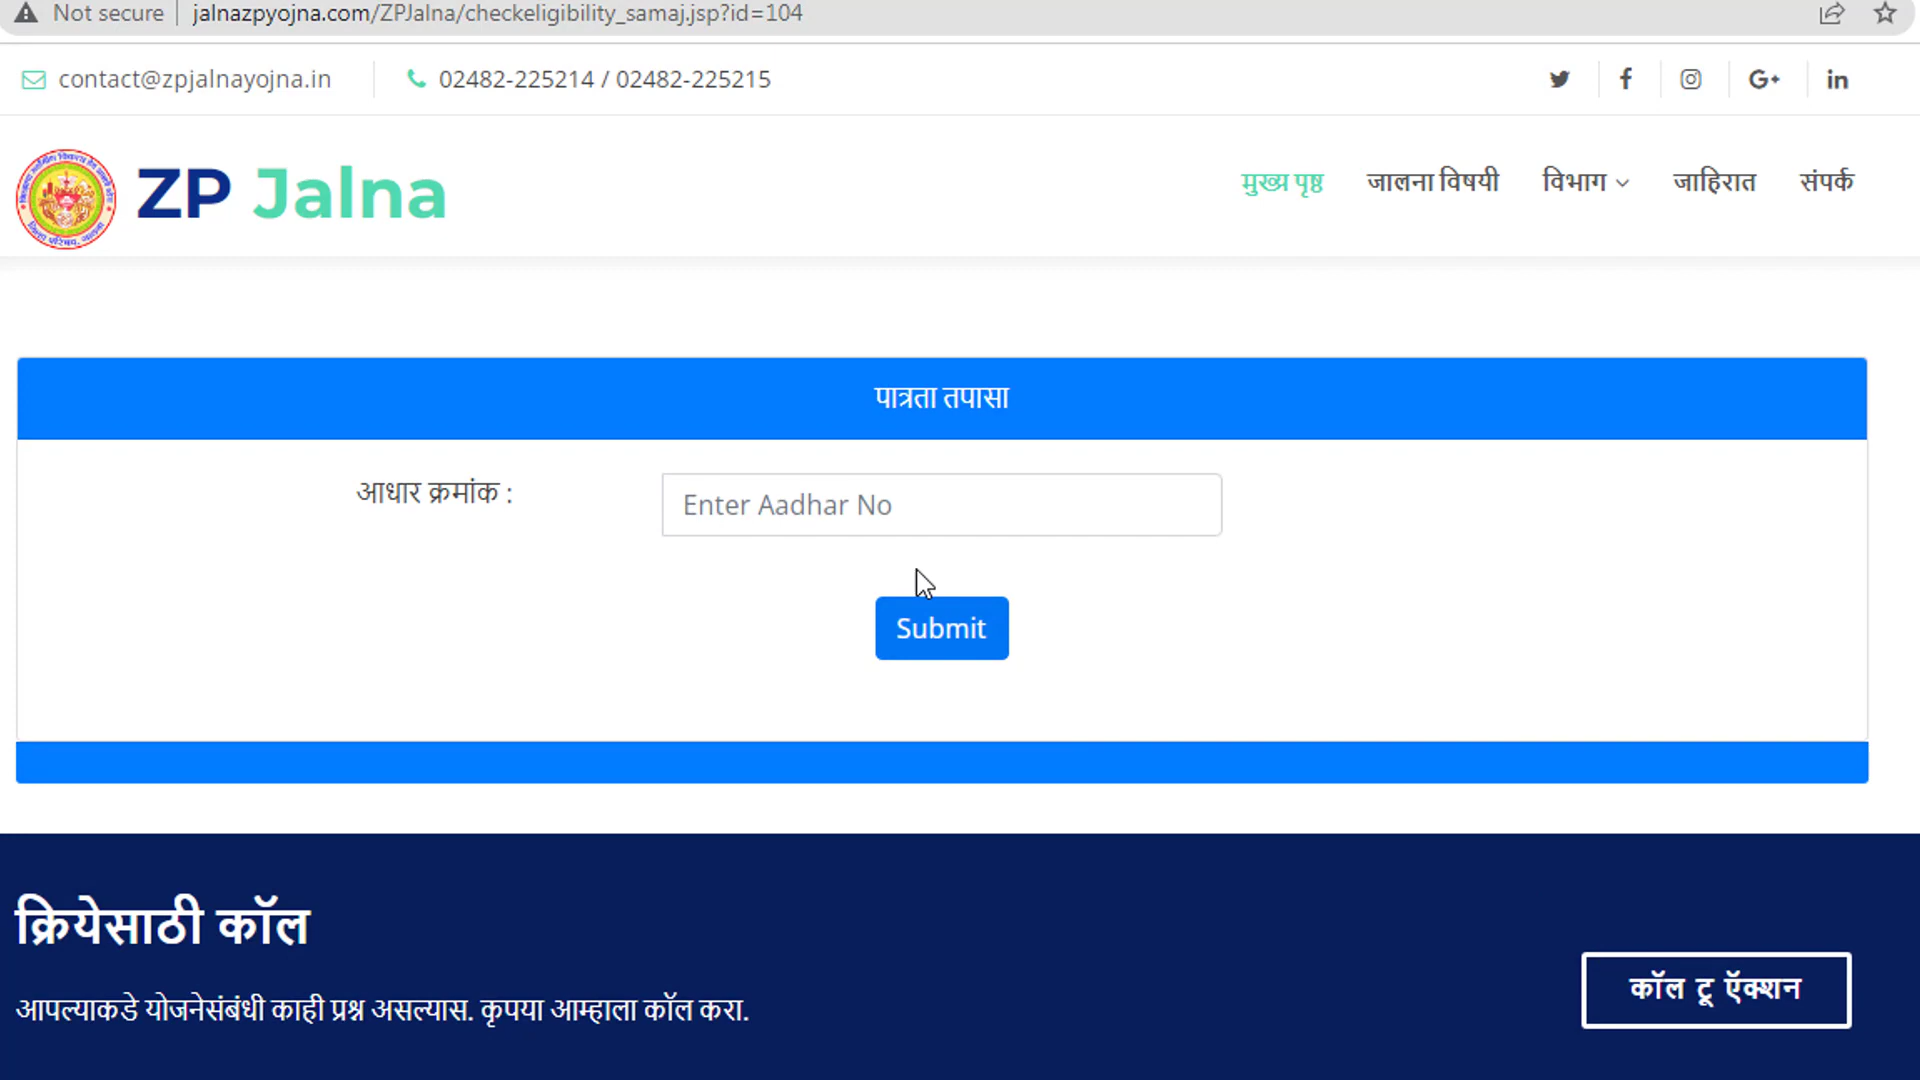 Not secure jalnazpyojna.com/ZPJalna/checkeligibility_samaj.jsp?id=104
contact@zpjalnayojna.in 02482-225214 / 02482-225215
ZP Jalna
मुख्य पृष्ठ जालना विषयी विभाग जाहिरात संपर्क
पात्रता तपासा
आधार क्रमांक : Enter Aadhar No
Submit
क्रियेसाठी कॉल
आपल्याकडे योजनेसंबंधी काही प्रश्न असल्यास. कृपया आम्हाला कॉल करा.
कॉल टू ऍक्शन